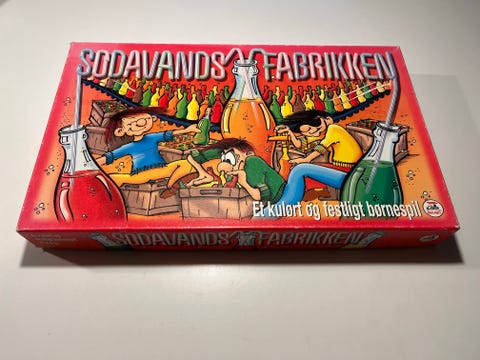 SODAVANDS FABRIKKEN
Et kulørt og festligt børnespil
SODAVANDS FABRIKKEN